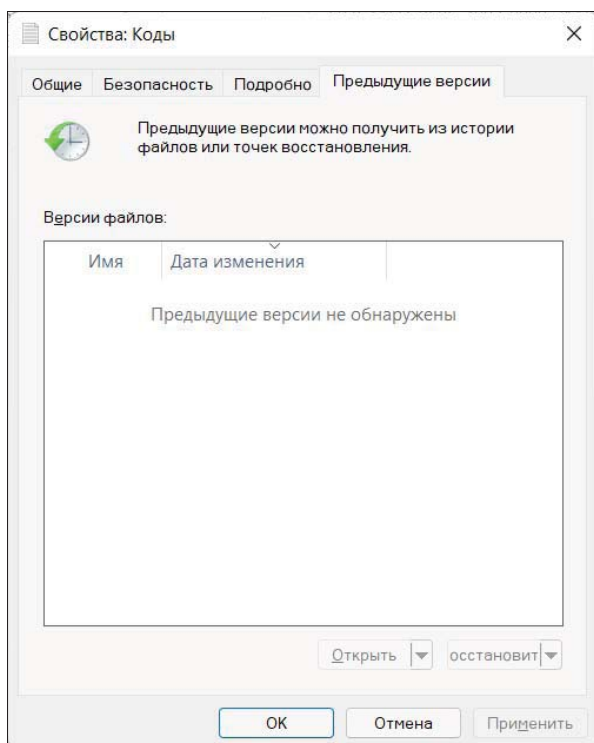 Свойства: Коды
Общие Безопасность Подробно Предыдущие версии
Предыдущие версии можно получить из истории
файлов или точек восстановления.
Версии файлов:
Имя Дата изменения
Предыдущие версии не обнаружены
Открыть осстановит
ОК Отмена Применить